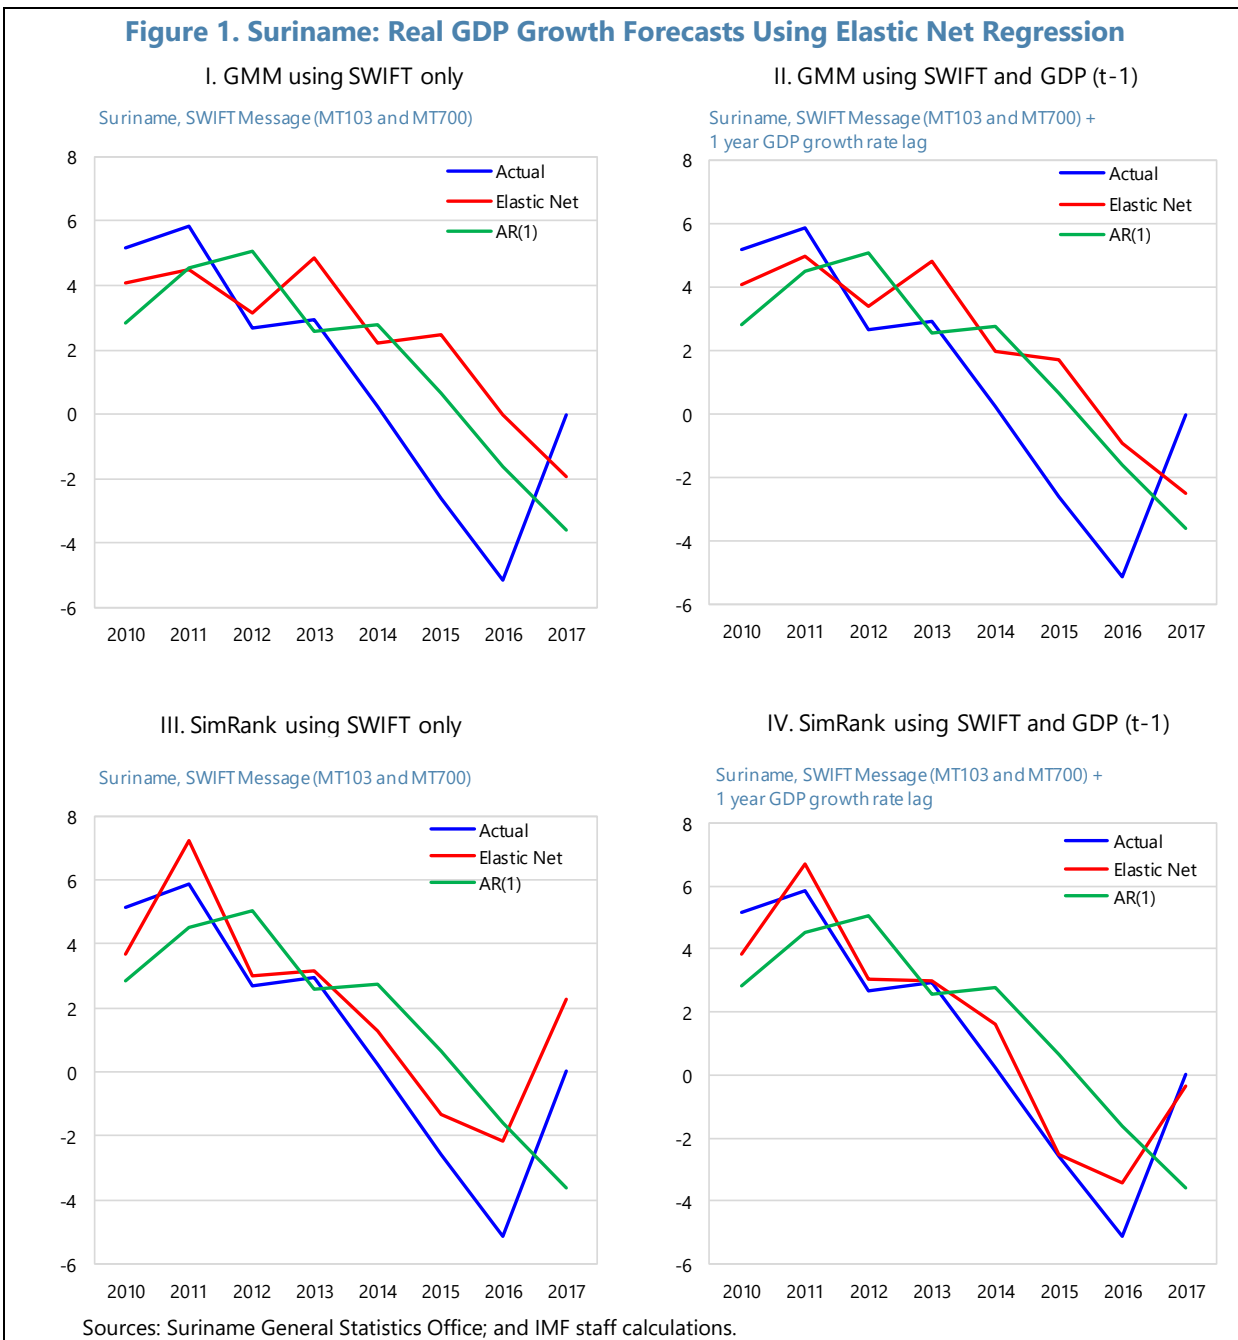 Figure 1. Suriname: Real GDP Growth Forecasts Using Elastic Net Regression
I. GMM using SWIFT only
Suriname, SWIFT Message (MT103 and MT700)
8
6
4
2
0
-2
-4
-6
Actual
Elastic Net
AR(1)
2010 2011 2012 2013 2014 2015 2016 2017
II. GMM using SWIFT and GDP (t-1)
Suriname, SWIFT Message (MT103 and MT700) +
1 year GDP growth rate lag
8
6
4
2
0
-2
-4
-6
Actual
Elastic Net
AR(1)
2010 2011 2012 2013 2014 2015 2016 2017
III. SimRank using SWIFT only
Suriname, SWIFT Message (MT103 and MT700)
8
6
4
2
0
-2
-4
-6
Actual
Elastic Net
AR(1)
2010 2011 2012 2013 2014 2015 2016 2017
IV. SimRank using SWIFT and GDP (t-1)
Suriname, SWIFT Message (MT103 and MT700) +
1 year GDP growth rate lag
8
6
4
2
0
-2
-4
-6
Actual
Elastic Net
AR(1)
2010 2011 2012 2013 2014 2015 2016 2017
Sources: Suriname General Statistics Office; and IMF staff calculations.